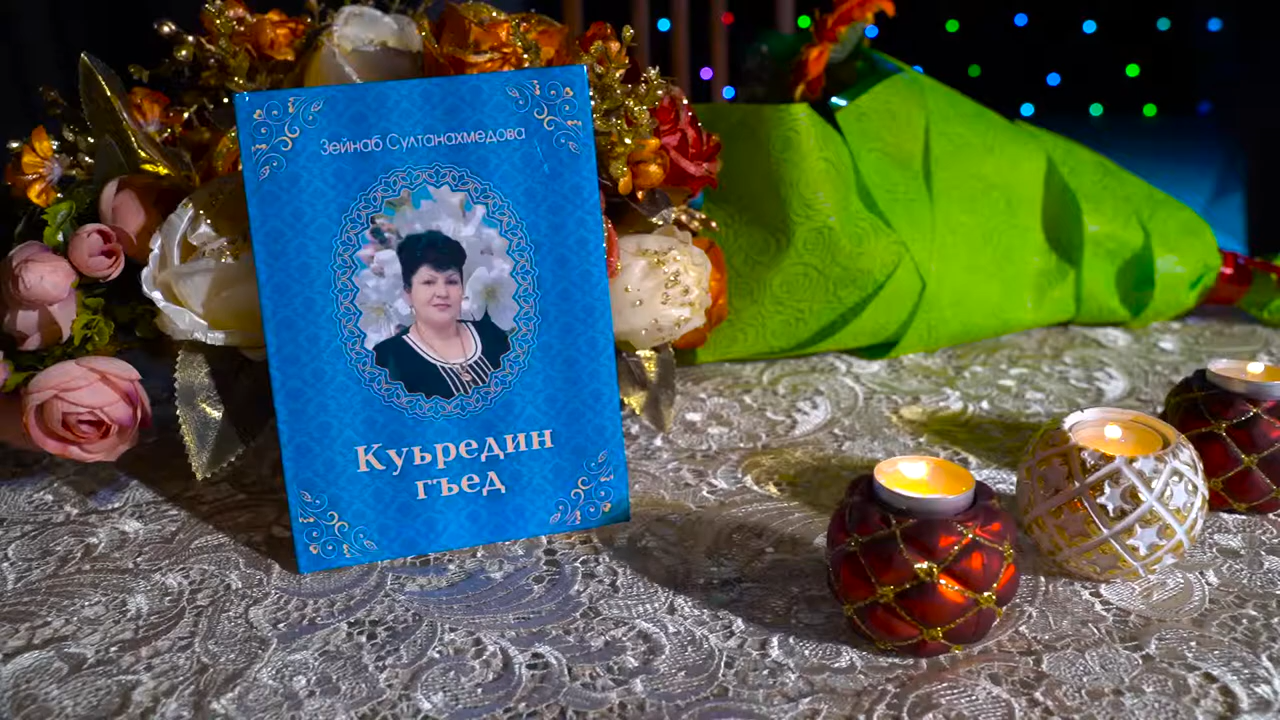 Зейнаб Султанахмедова
Куьредин
гъед